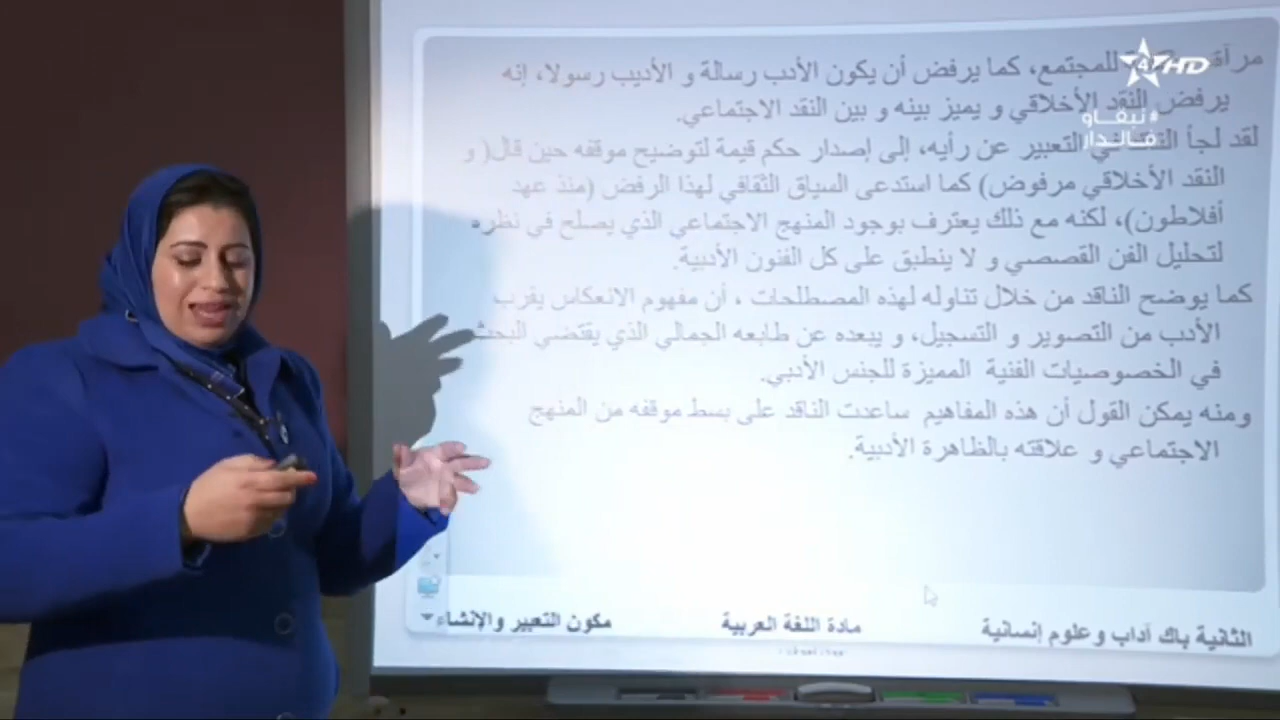 مرآة للمجتمع، كما يرفض أن يكون الأدب رسالة و الأديب رسولا، إنه
يرفض النقد الأخلاقي و يميز بينه و بين النقد الاجتماعي.
لقد لجأ التعبير عن رأيه، إلى إصدار حكم قيمة لتوضيح موقفه حين قال( و
النقد الأخلاقي مرفوض) كما استدعى السياق الثقافي لهذا الرفض (منذ عهد
أفلاطون)، لكنه مع ذلك يعترف بوجود المنهج الاجتماعي الذي يصلح في نظره
لتحليل الفن القصصي و لا ينطبق على كل الفنون الأدبية.
كما يوضح الناقد من خلال تناوله لهذه المصطلحات ، أن مفهوم الانعكاس يقرب
الأدب من التصوير و التسجيل، و يبعده عن طابعه الجمالي الذي يقتضي البحث
في الخصوصيات الفنية المميزة للجنس الأدبي.
ومنه يمكن القول أن هذه المفاهيم ساعدت الناقد على بسط موقفه من المنهج
الاجتماعي و علاقته بالظاهرة الأدبية.
الثانية باك آداب وعلوم إنسانية مادة اللغة العربية مكون التعبير والإنشاء
4 HD
#نبقاو
فالدار